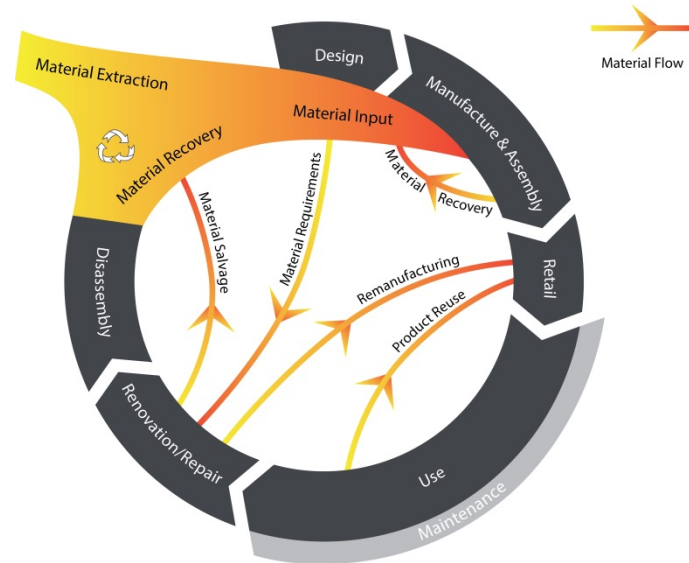 Design
Material Flow
Material Extraction
Manufacture & Assembly
Material Input
Material Recovery
Material Recovery
Material Requirements
Material Salvage
Disassembly
Remanufacturing
Retail
Product Reuse
Renovation/Repair
Use
Maintenance